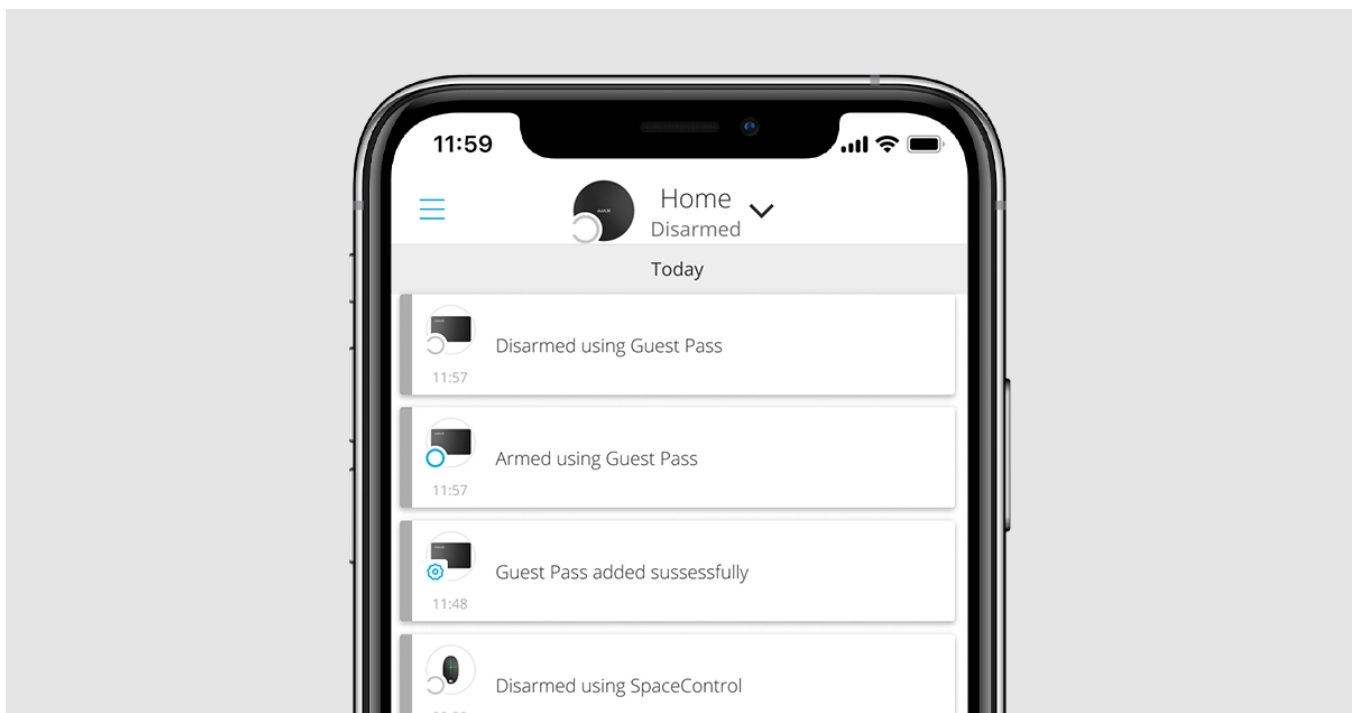 11:59
Home
Disarmed
Today
Disarmed using Guest Pass
11:57
Armed using Guest Pass
11:57
Guest Pass added sussessfully
11:48
Disarmed using SpaceControl